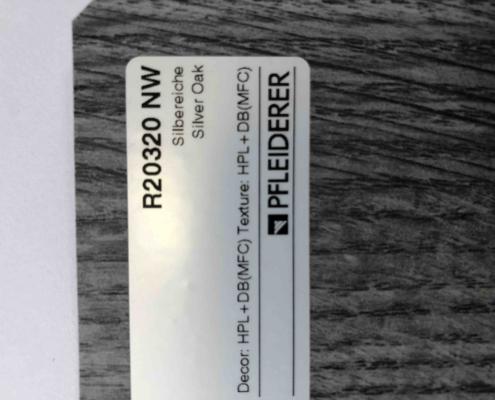 R20320 NW
Silbereiche
Silver Oak
Decor: HPL+DB(MFC) Texture: HPL+DB(MFC)
PFLEIDERER